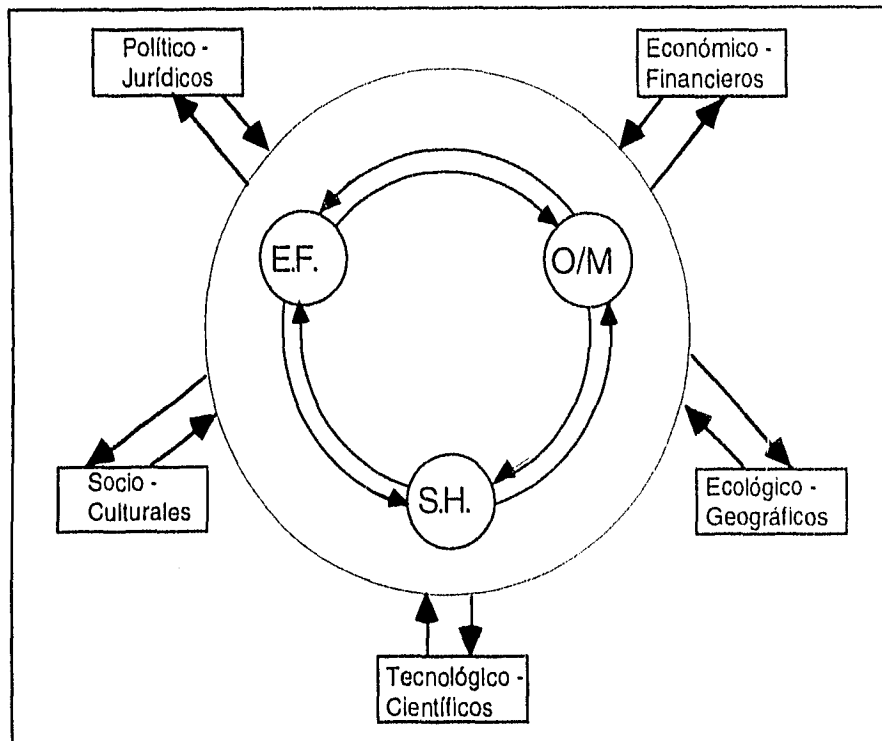 Político -
Jurídicos
Económico -
Financieros
E.F.
O/M
S.H.
Socio -
Culturales
Ecológico -
Geográficos
Tecnológico -
Científicos